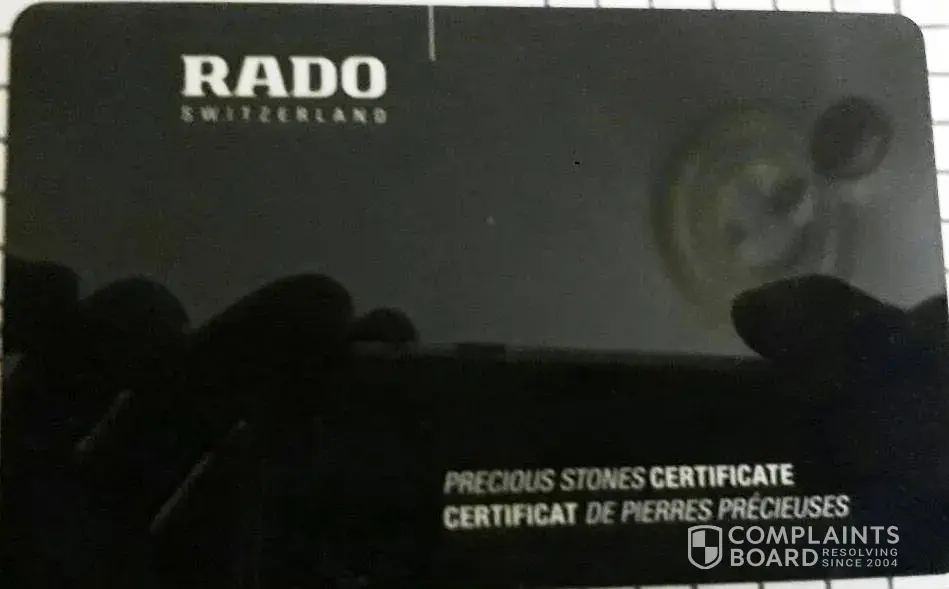 RADO
SWITZERLAND
PRECIOUS STONES CERTIFICATE
CERTIFICAT DE PIERRES PRÉCIEUSES
COMPLAINTS
BOARD RESOLVING
SINCE 2004